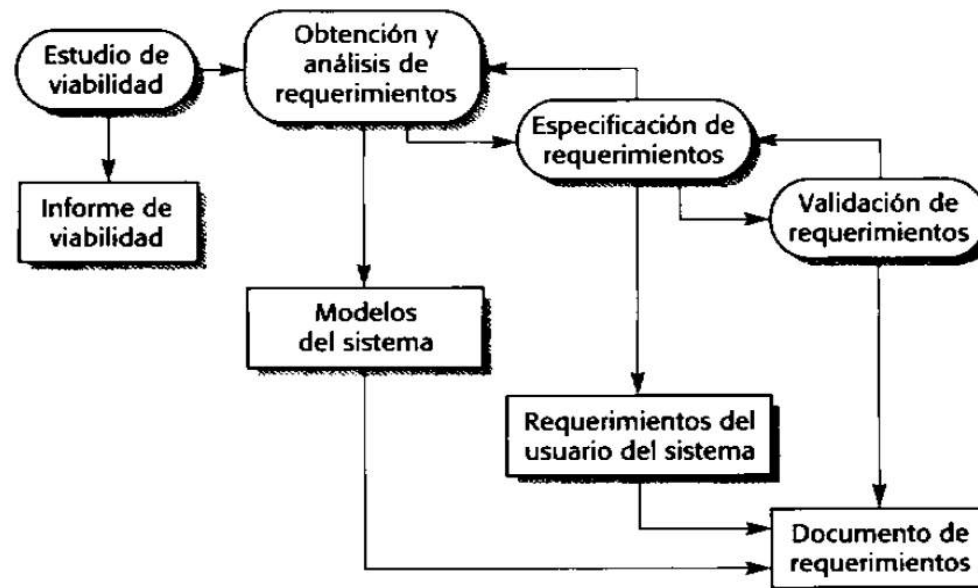 Estudio de
viabilidad
Obtención y
análisis de
requerimientos
Especificación de
requerimientos
Validación de
requerimientos
Informe de
viabilidad
Modelos
del sistema
Requerimientos del
usuario del sistema
Documento de
requerimientos